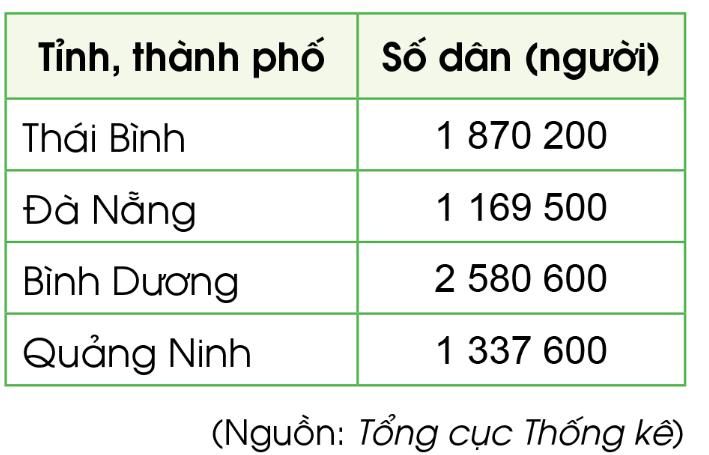 Tỉnh, thành phố Số dân (người)
Thái Bình 1 870 200
Đà Nẵng 1 169 500
Bình Dương 2 580 600
Quảng Ninh 1 337 600
(Nguồn: Tổng cục Thống kê)